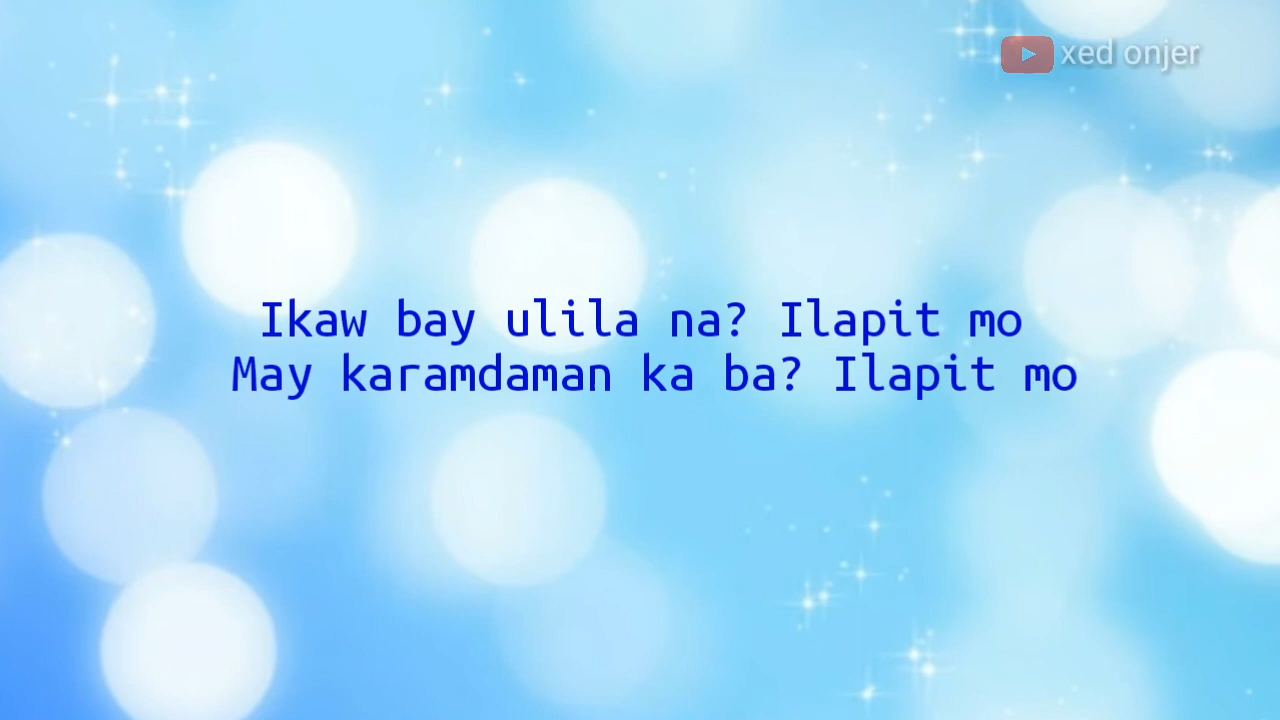 xed onjer
Ikaw bay ulila na? Ilapit mo
May karamdaman ka ba? Ilapit mo